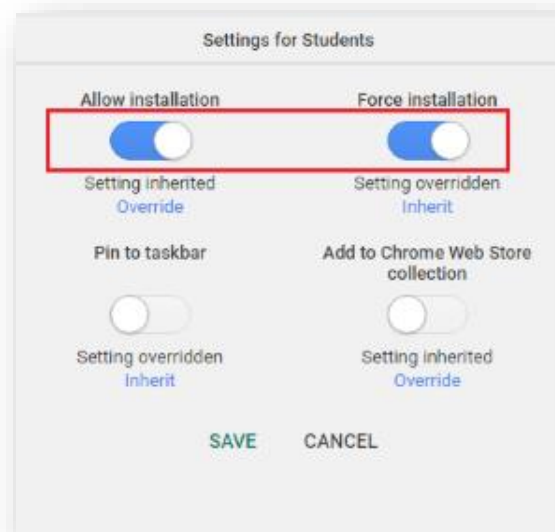 Settings for Students
Allow installation
Force installation
Setting inherited
Override
Setting overridden
Inherit
Pin to taskbar
Add to Chrome Web Store
collection
Setting overridden
Inherit
Setting inherited
Override
SAVE
CANCEL